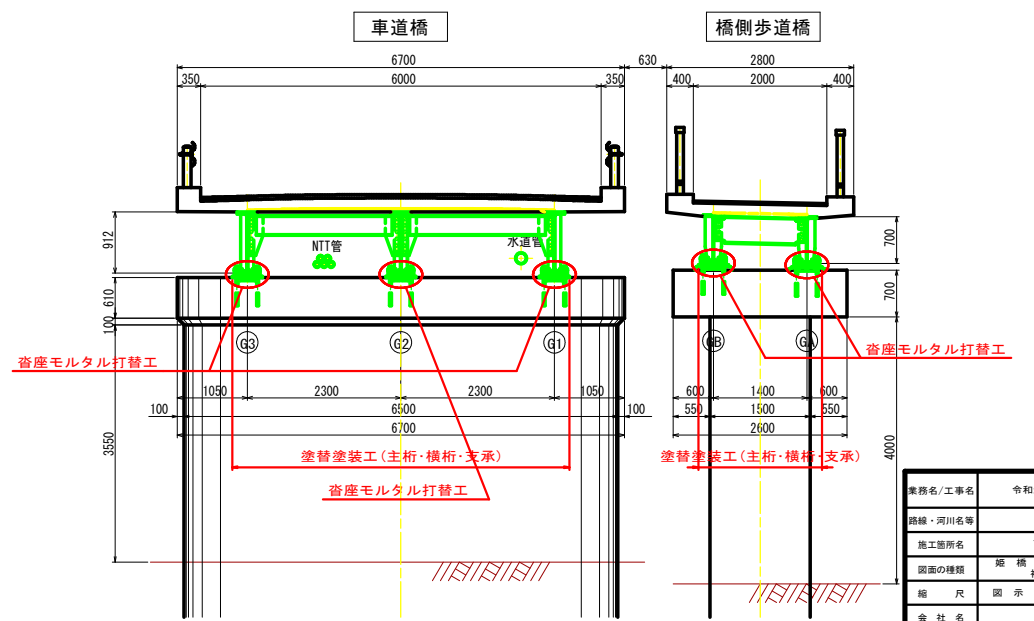 車道橋
橋側歩道橋
6700
630
2800
350
6000
350
400
2000
400
912
NTT管
水道管
700
610
700
100
G3
G2
G1
GB
GA
沓座モルタル打替工
沓座モルタル打替工
1050
2300
2300
1050
600
1400
600
100
6500
100
550
1500
550
6700
2600
3550
4000
塗替塗装工(主桁・横桁・支承)
塗替塗装工(主桁・横桁・支承)
沓座モルタル打替工
業務名/工事名
令和
路線・河川名等
施工箇所名
図面の種類
姫橋
縮尺
図示
会社名